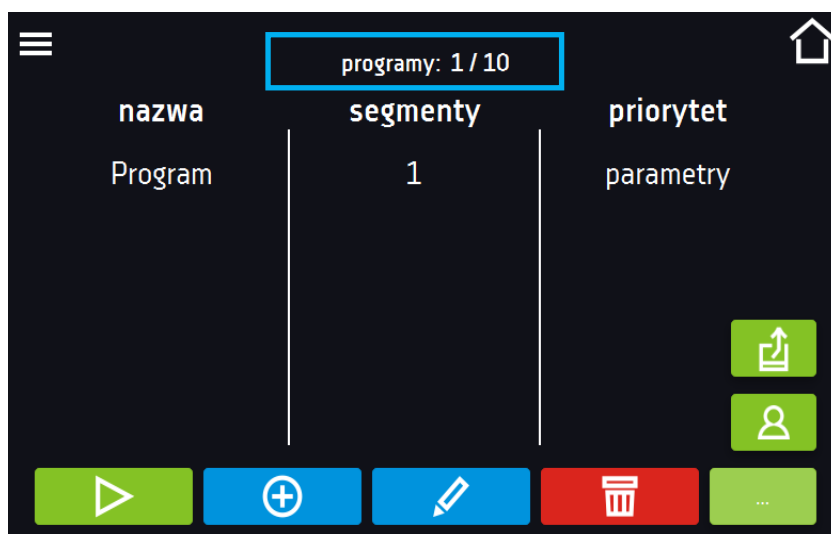 programy: 1 / 10
nazwa segmenty priorytet
Program 1 parametry
...